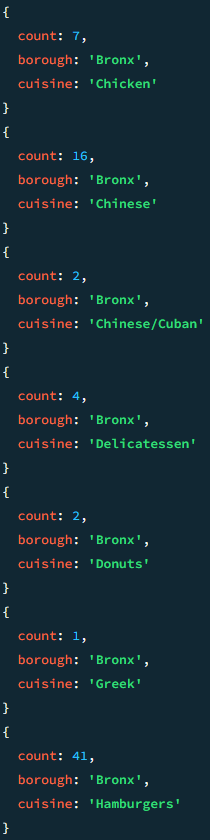 {
count: 7,
borough: 'Bronx',
cuisine: 'Chicken'
}
{
count: 16,
borough: 'Bronx',
cuisine: 'Chinese'
}
{
count: 2,
borough: 'Bronx',
cuisine: 'Chinese/Cuban'
}
{
count: 4,
borough: 'Bronx',
cuisine: 'Delicatessen'
}
{
count: 2,
borough: 'Bronx',
cuisine: 'Donuts'
}
{
count: 1,
borough: 'Bronx',
cuisine: 'Greek'
}
{
count: 41,
borough: 'Bronx',
cuisine: 'Hamburgers'
}